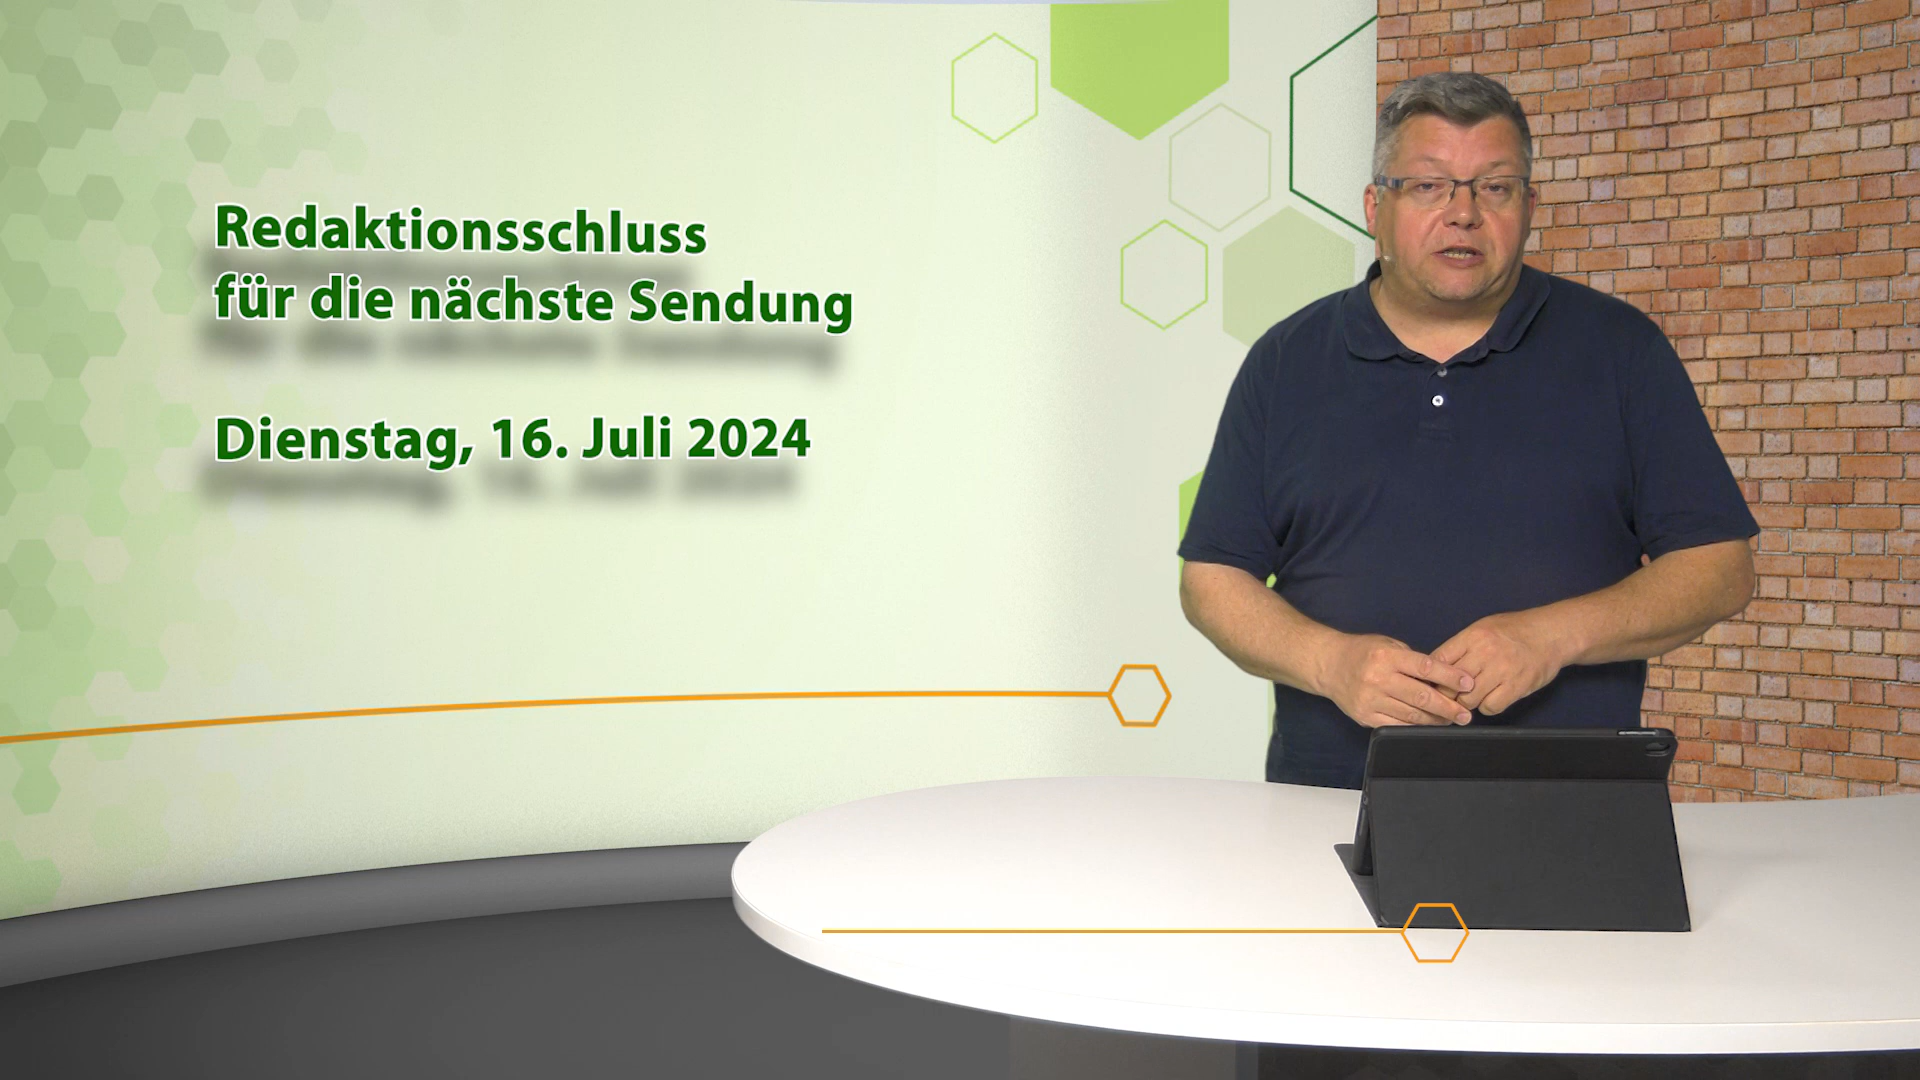 Redaktionsschluss
für die nächste Sendung
Dienstag, 16. Juli 2024